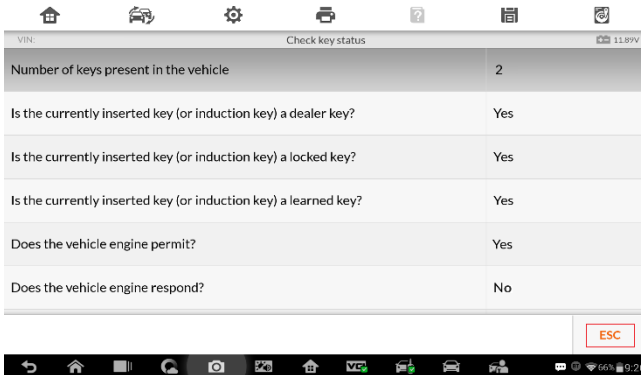 VIN: Check key status 11.89V
Number of keys present in the vehicle 2
Is the currently inserted key (or induction key) a dealer key? Yes
Is the currently inserted key (or induction key) a locked key? Yes
Is the currently inserted key (or induction key) a learned key? Yes
Does the vehicle engine permit? Yes
Does the vehicle engine respond? No
ESC
VCI 66% 9:2